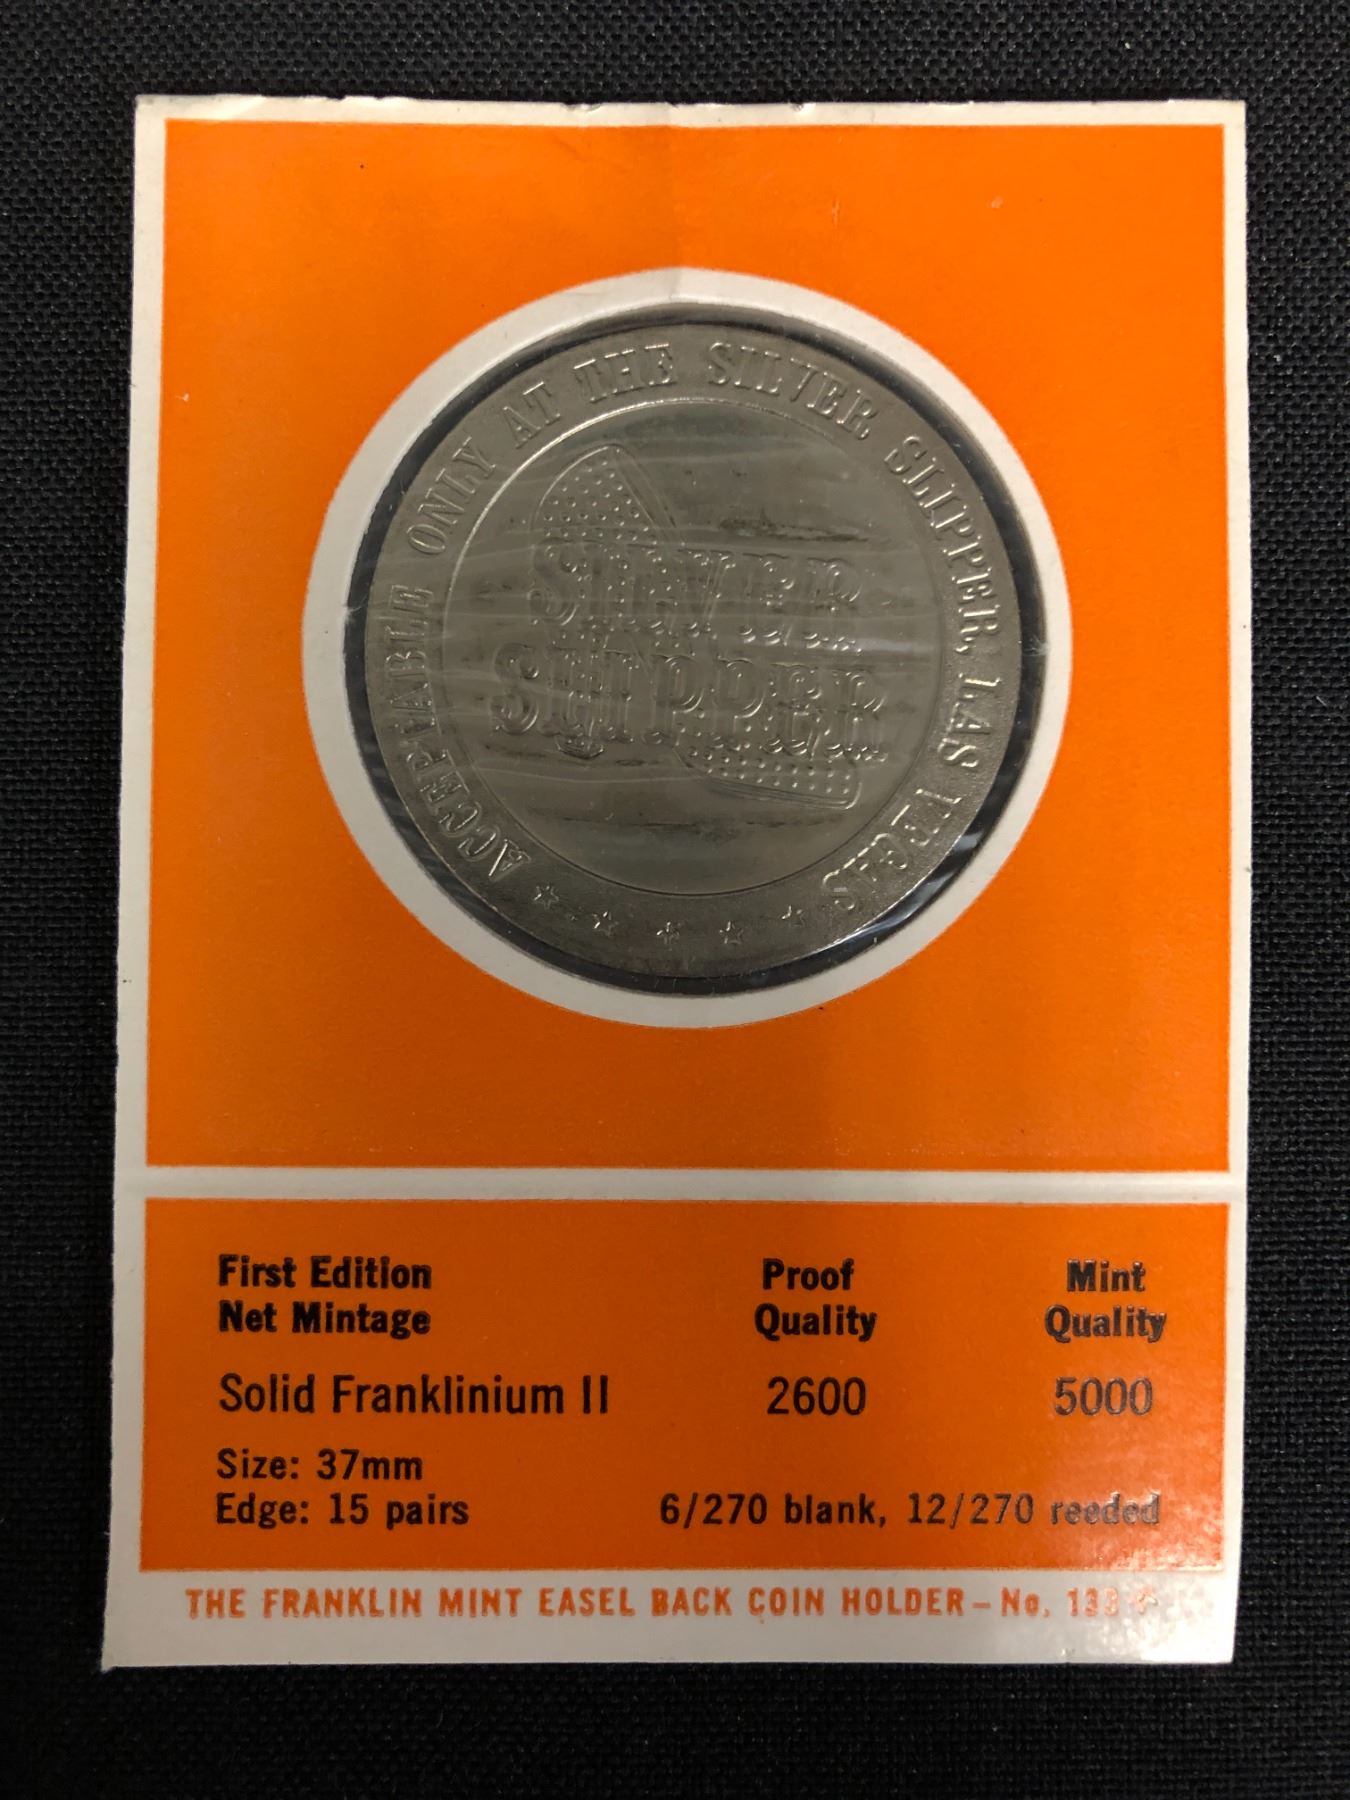 ACCEPTABLE ONLY AT THE SILVER SLIPPER, LAS VEGAS
SILVER
SLIPPER
First Edition Proof Mint
Net Mintage Quality Quality
Solid Franklinium II 2600 5000
Size: 37mm
Edge: 15 pairs 6/270 blank, 12/270 reeded
THE FRANKLIN MINT EASEL BACK COIN HOLDER – No. 133